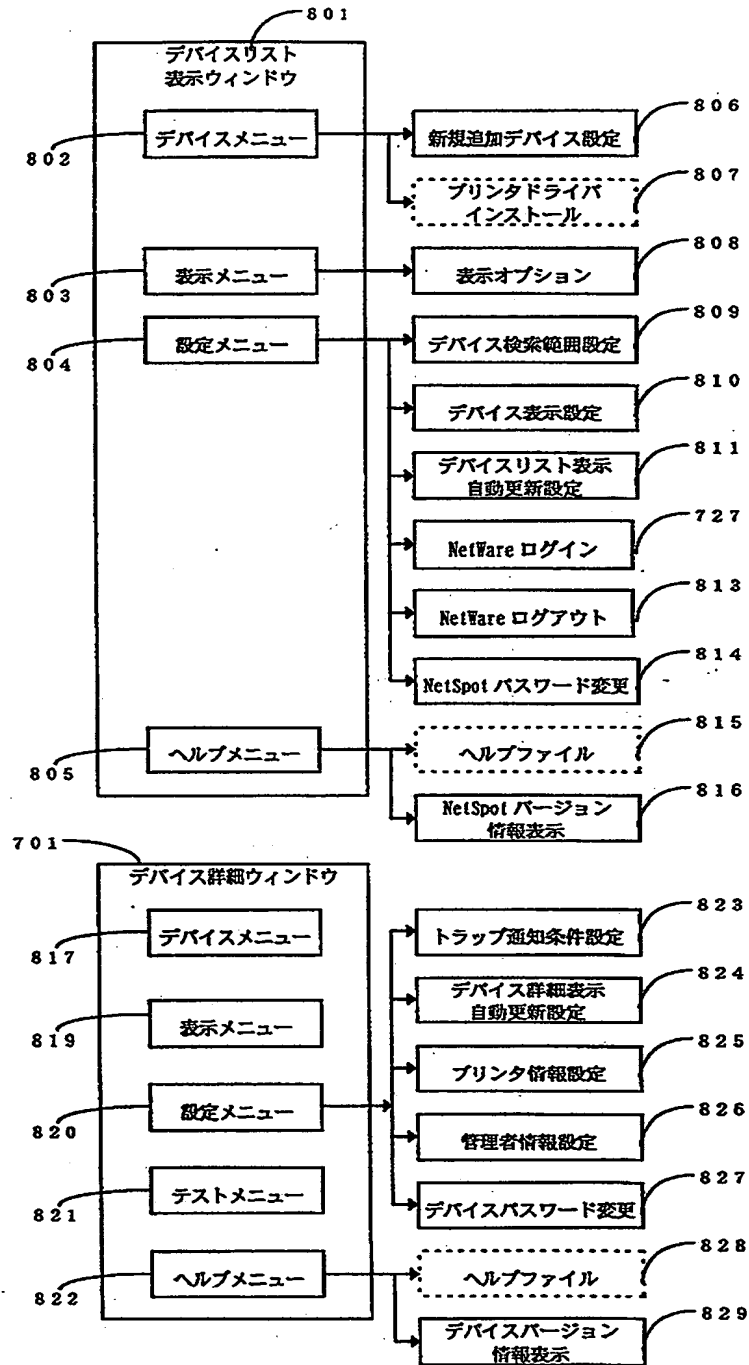 801
デバイスリスト
表示ウィンドウ
802
デバイスメニュー
806
新規追加デバイス設定
807
プリンタドライバ
インストール
803
表示メニュー
808
表示オプション
804
設定メニュー
809
デバイス検索範囲設定
810
デバイス表示設定
811
デバイスリスト表示
自動更新設定
727
NetWare ログイン
813
NetWare ログアウト
814
NetSpot パスワード変更
805
ヘルプメニュー
815
ヘルプファイル
816
NetSpot バージョン
情報表示
701
デバイス詳細ウィンドウ
817
デバイスメニュー
823
トラップ通知条件設定
819
表示メニュー
824
デバイス詳細表示
自動更新設定
820
設定メニュー
825
プリンタ情報設定
826
管理者情報設定
821
テストメニュー
827
デバイスパスワード変更
822
ヘルプメニュー
828
ヘルプファイル
829
デバイスバージョン
情報表示